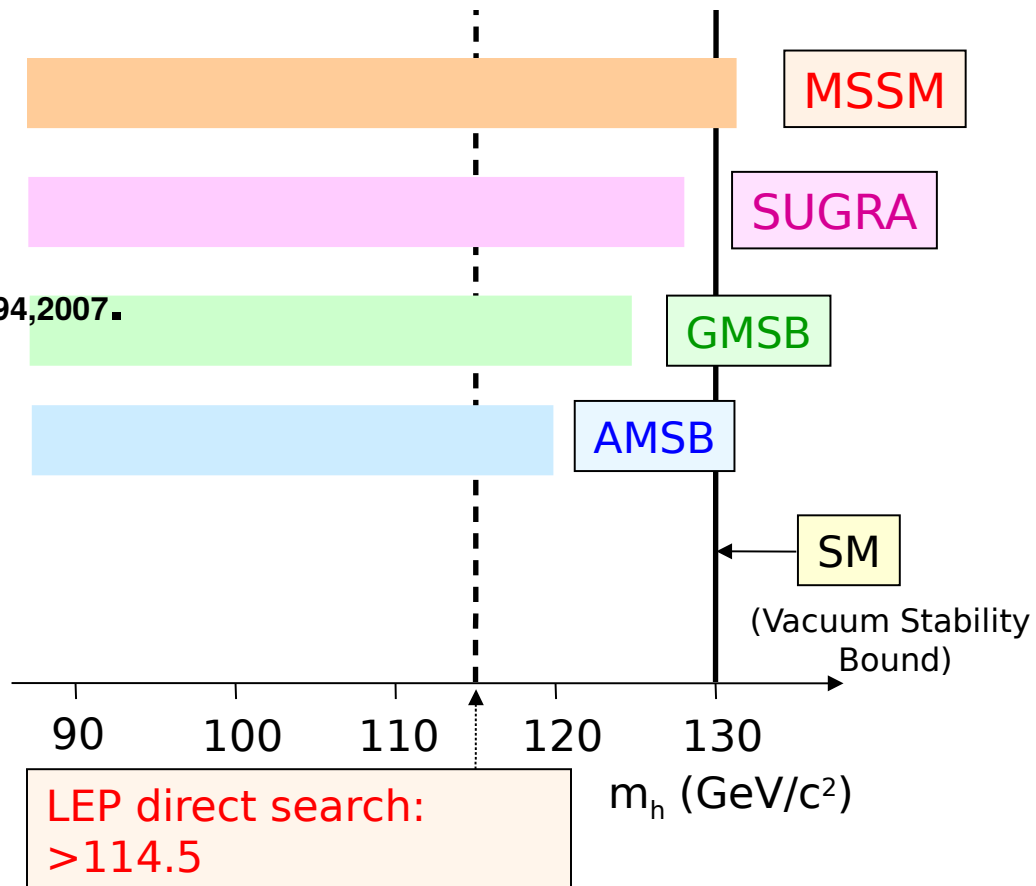 MSSM
SUGRA
94,2007.
GMSB
AMSB
SM
(Vacuum Stability
Bound)
90 100 110 120 130
m_h (GeV/c²)
LEP direct search:
>114.5